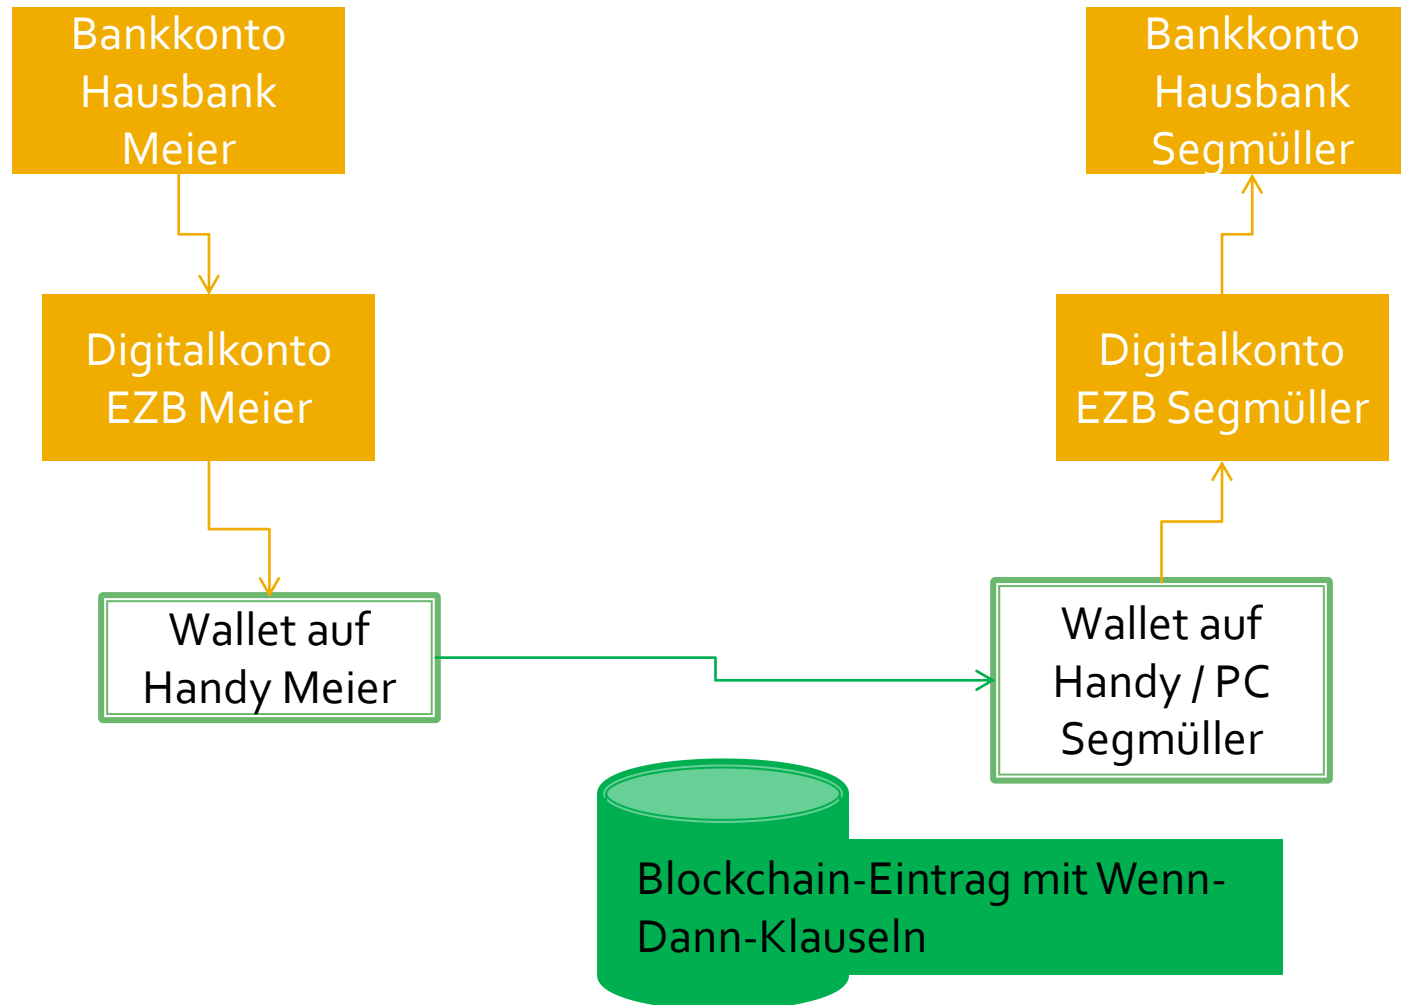 Bankkonto
Hausbank
Meier
Bankkonto
Hausbank
Segmüller
Digitalkonto
EZB Meier
Digitalkonto
EZB Segmüller
Wallet auf
Handy Meier
Wallet auf
Handy / PC
Segmüller
Blockchain-Eintrag mit Wenn-
Dann-Klauseln